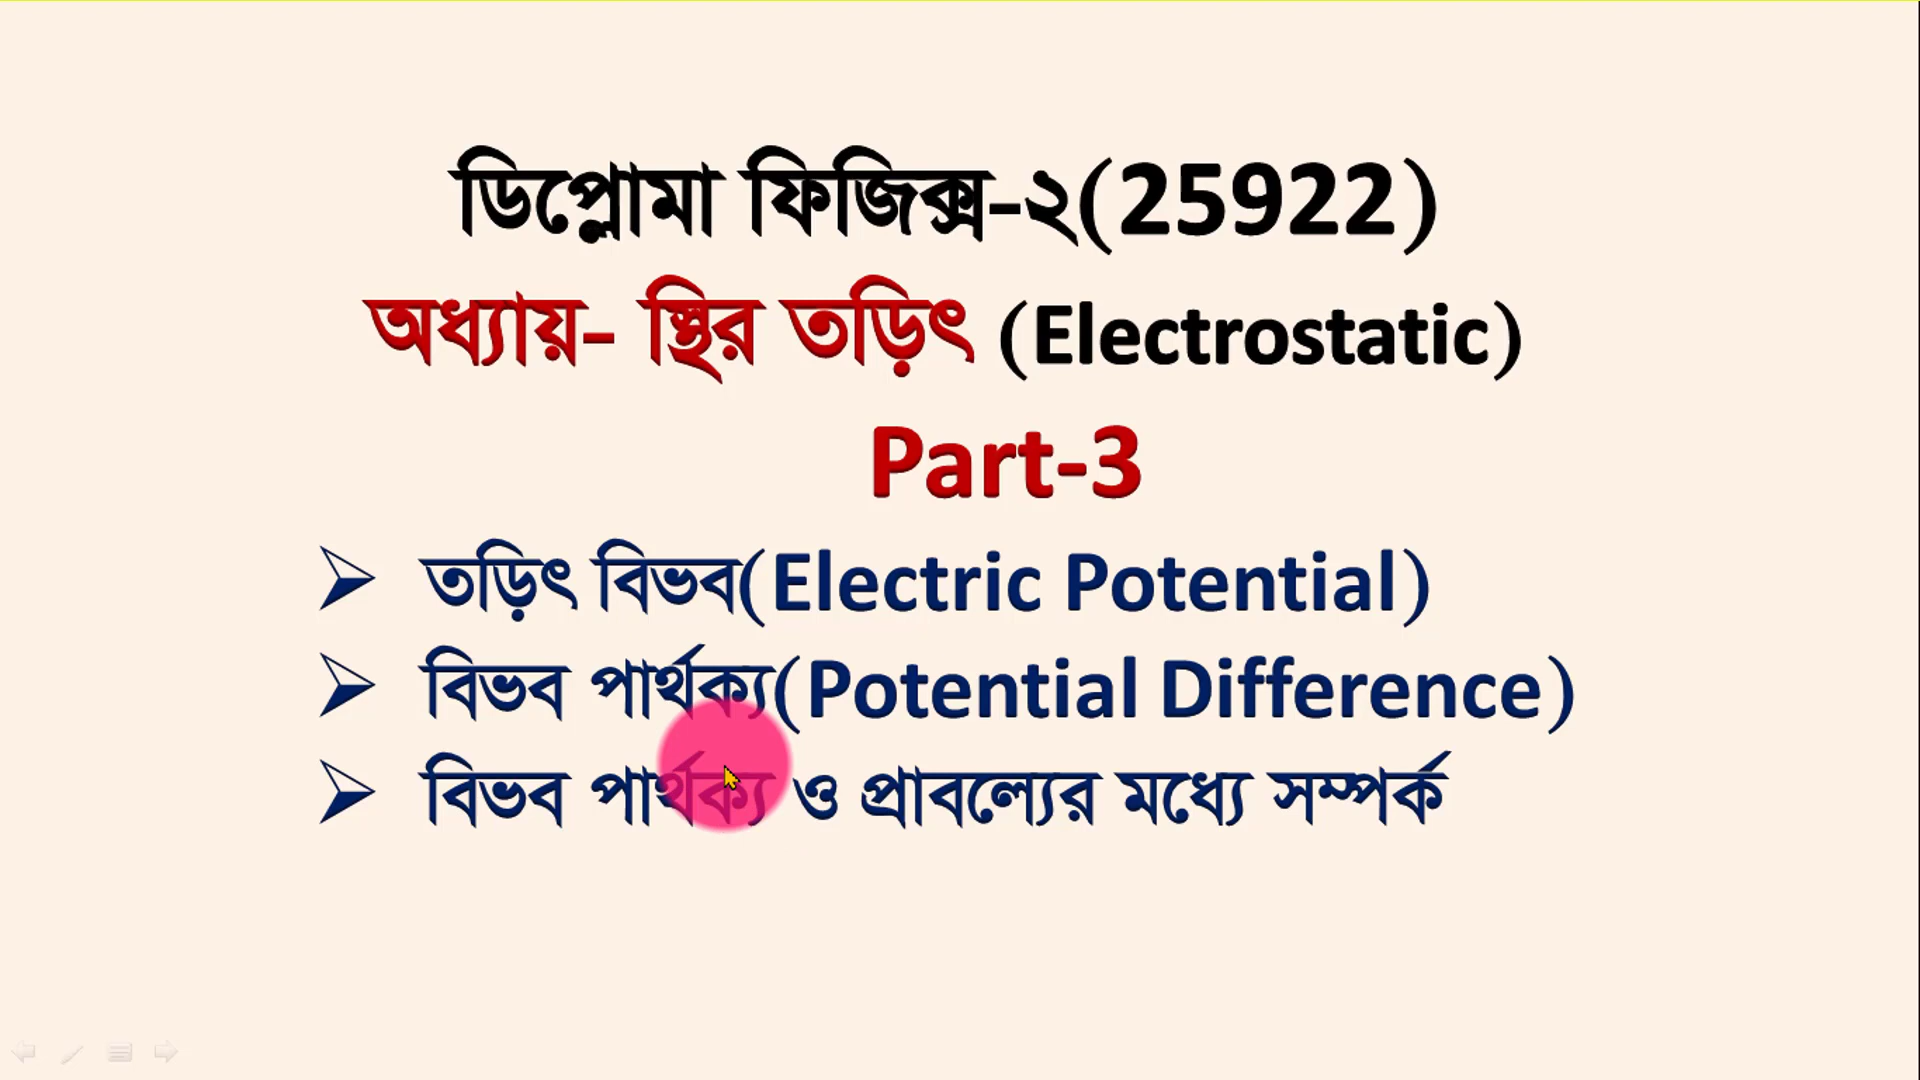 ডিপ্লোমা ফিজিক্স-২(25922)
অধ্যায়- স্থির তড়িৎ (Electrostatic)
Part-3
➢ তড়িৎ বিভব(Electric Potential)
➢ বিভব পার্থক্য(Potential Difference)
➢ বিভব পার্থক্য ও প্রাবল্যের মধ্যে সম্পর্ক